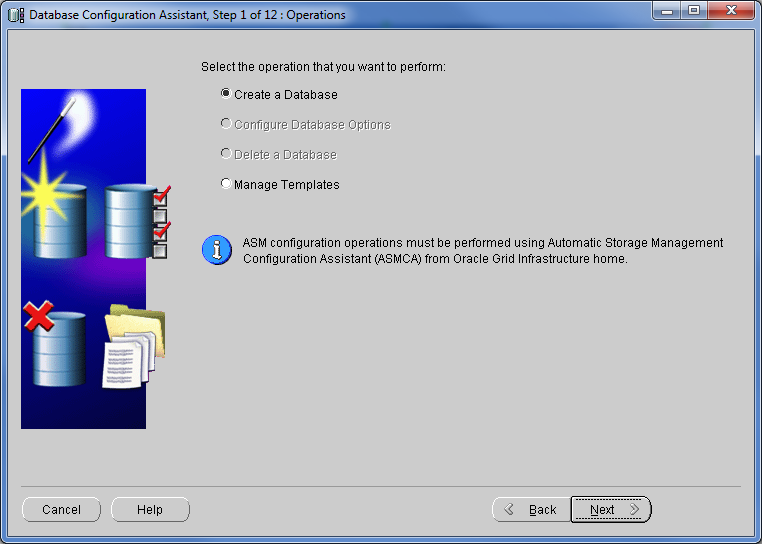 Database Configuration Assistant, Step 1 of 12 : Operations
Select the operation that you want to perform:
Create a Database
Configure Database Options
Delete a Database
Manage Templates
ASM configuration operations must be performed using Automatic Storage Management
Configuration Assistant (ASMCA) from Oracle Grid Infrastructure home.
Cancel Help Back Next